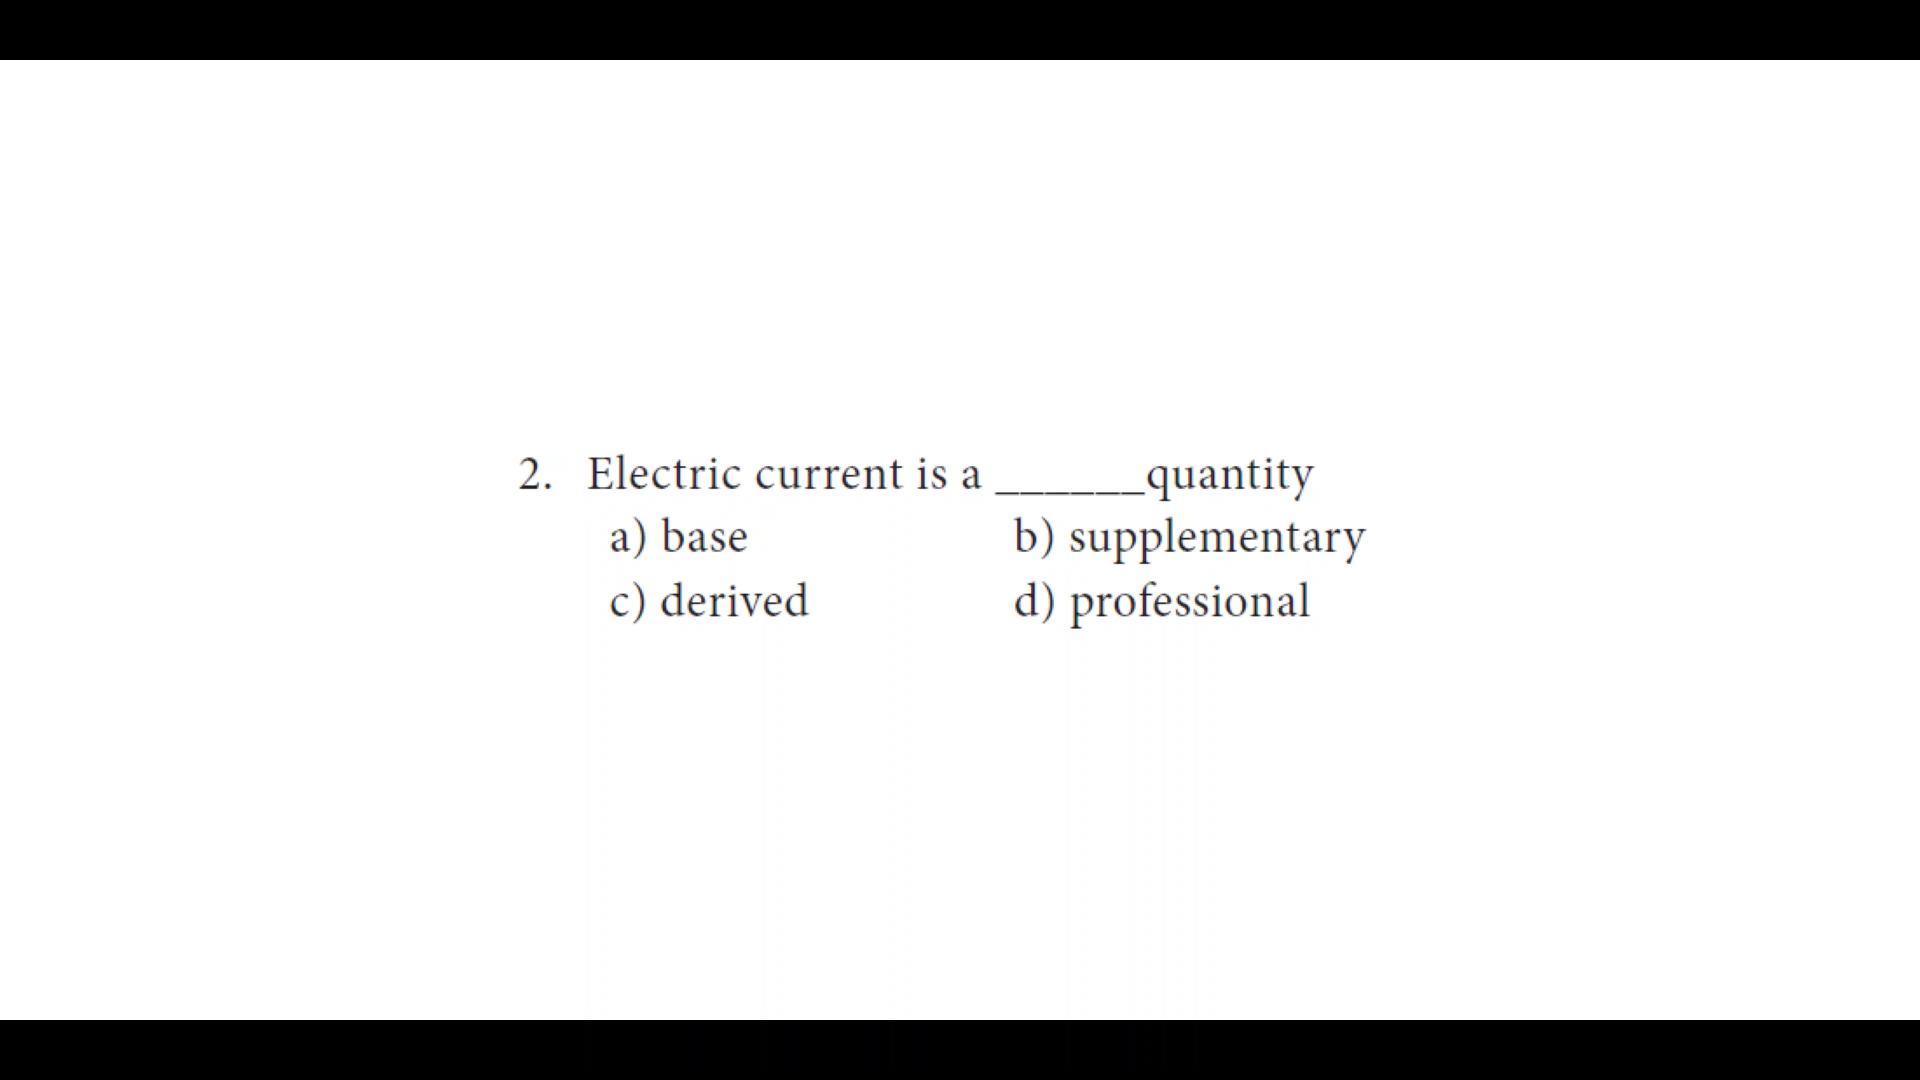 2. Electric current is a ______quantity
a) base b) supplementary
c) derived d) professional